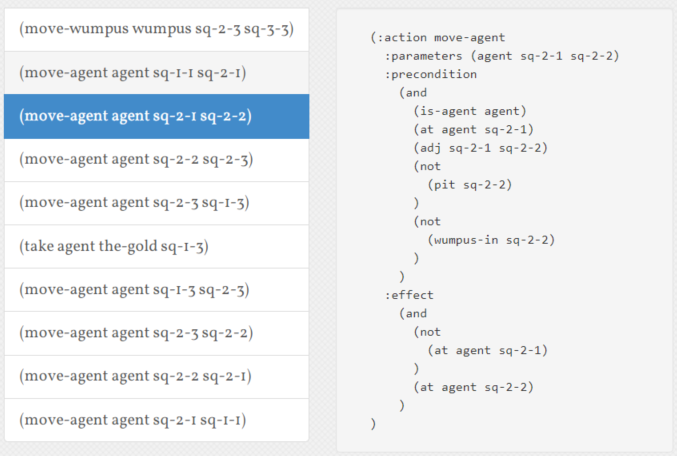 (move-wumpus wumpus sq-2-3 sq-3-3)
(move-agent agent sq-1-1 sq-2-1)
(move-agent agent sq-2-1 sq-2-2)
(move-agent agent sq-2-2 sq-2-3)
(move-agent agent sq-2-3 sq-1-3)
(take agent the-gold sq-1-3)
(move-agent agent sq-1-3 sq-2-3)
(move-agent agent sq-2-3 sq-2-2)
(move-agent agent sq-2-2 sq-2-1)
(move-agent agent sq-2-1 sq-1-1)
(:action move-agent
:parameters (agent sq-2-1 sq-2-2)
:precondition
(and
(is-agent agent)
(at agent sq-2-1)
(adj sq-2-1 sq-2-2)
(not
(pit sq-2-2)
)
(not
(wumpus-in sq-2-2)
)
)
:effect
(and
(not
(at agent sq-2-1)
)
(at agent sq-2-2)
)
)